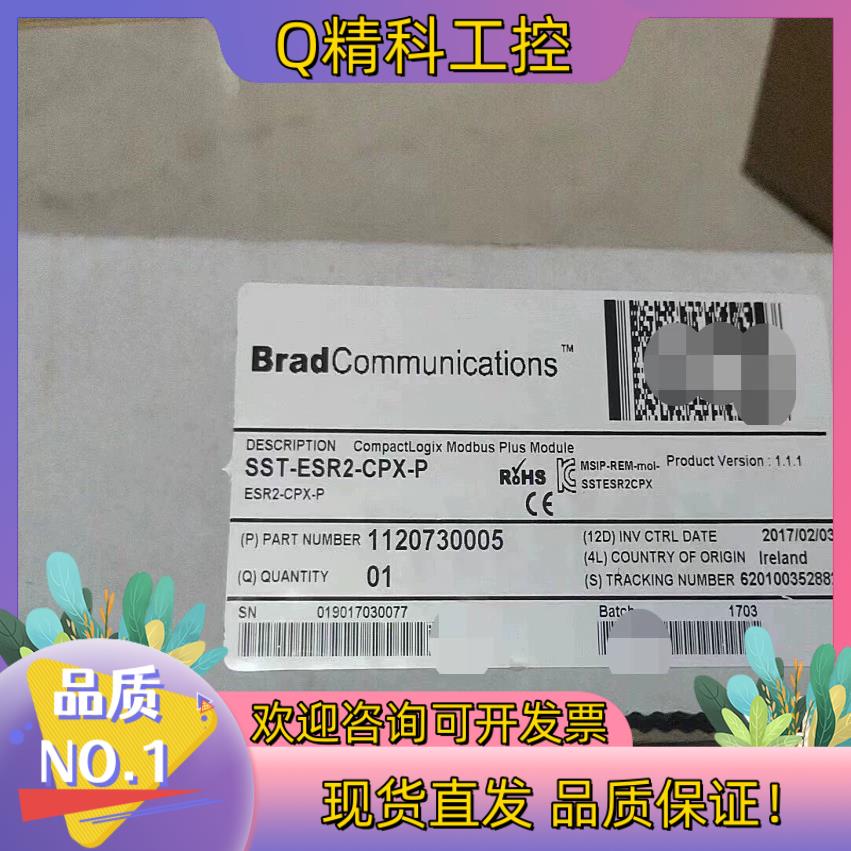 Q精科工控
BradCommunications™
DESCRIPTION CompactLogix Modbus Plus Module
SST-ESR2-CPX-P
ESR2-CPX-P
RoHS
CE
MSIP-REM-mol-
SSTESR2CPX
Product Version : 1.1.1
(P) PART NUMBER 1120730005
(Q) QUANTITY 01
(12D) INV CTRL DATE 2017/02/03
(4L) COUNTRY OF ORIGIN Ireland
(S) TRACKING NUMBER 62010035288
SN 019017030077
Batch 1703
品质
NO.1
欢迎咨询可开发票
现货直发 品质保证！